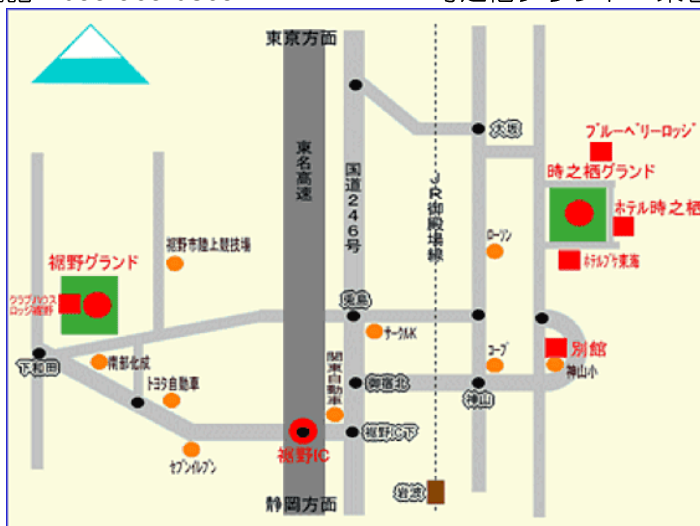 東京方面
大坂
ブルーベリーロッジ
東名高速
国道246号
JR御殿場線
時之栖グランド
ホテル時之栖
ローソン
ホテルブケ東海
裾野市陸上競技場
裾野グランド
クラブハウス
ロッジ裾野
茱島
サークルK
下和田
南部化成
トヨタ自動車
関東自動車
御宿北
コープ
神山
別館
神山小
裾野IC
裾野IC下
セブンイレブン
岩波
静岡方面